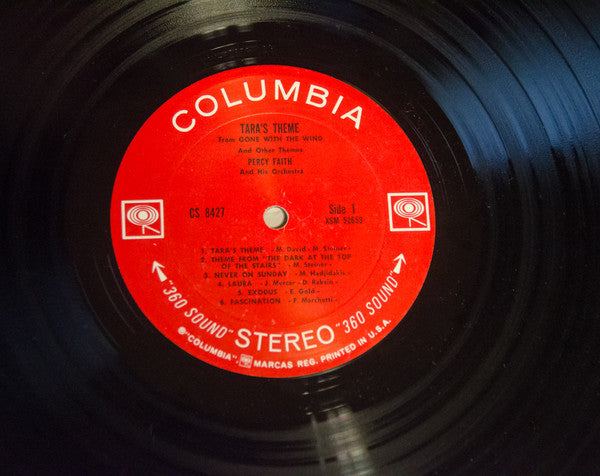 COLUMBIA
TARA'S THEME
From GONE WITH THE WIND
And Other Themes
PERCY FAITH
And His Orchestra
CS 8427
Side 1
XSM 52653
1. TARA'S THEME - M. David - M. Steiner -
2. THEME FROM "THE DARK AT THE TOP
OF THE STAIRS" - M. Steiner -
3. NEVER ON SUNDAY - M. Hadjidakis -
4. LAURA - J. Mercer - D. Raksin -
5. EXODUS - E. Gold -
6. FASCINATION - F. Marchetti -
"360 SOUND" STEREO "360 SOUND"
℗"COLUMBIA", MARCAS REG. PRINTED IN U.S.A.